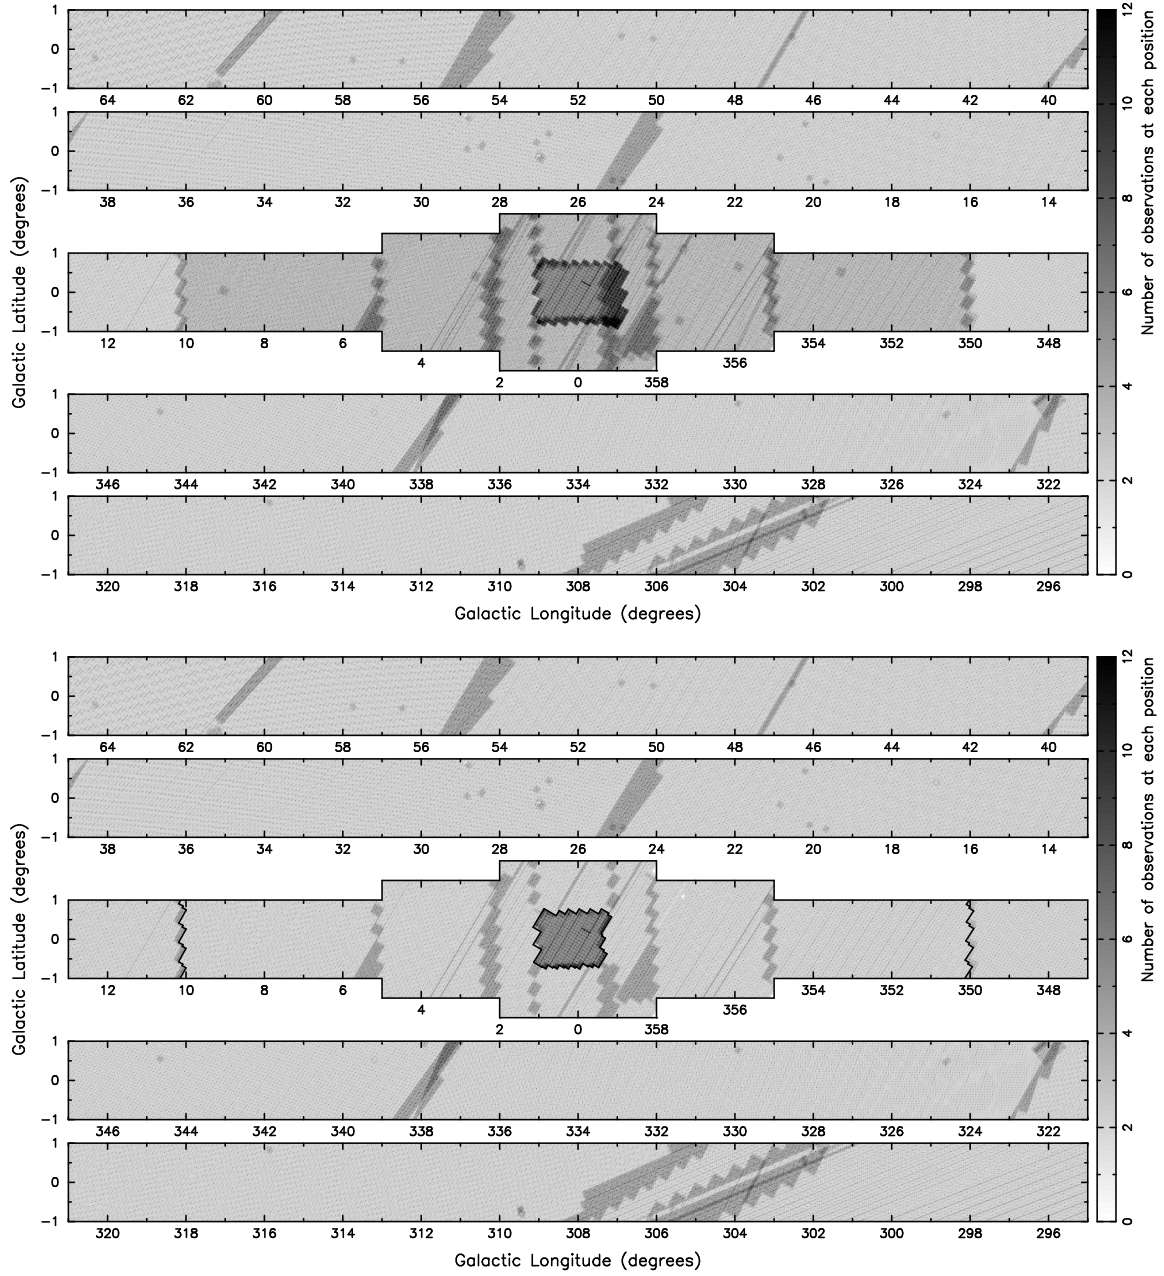 1
0
−1
64 62 60 58 56 54 52 50 48 46 44 42 40
1
0
−1
38 36 34 32 30 28 26 24 22 20 18 16 14
1
0
−1
12 10 8 6 354 352 350 348
4 356
2 0 358
1
0
−1
346 344 342 340 338 336 334 332 330 328 326 324 322
1
0
−1
320 318 316 314 312 310 308 306 304 302 300 298 296
Galactic Longitude (degrees)
Galactic Latitude (degrees)
0 2 4 6 8 10 12
Number of observations at each position
1
0
−1
64 62 60 58 56 54 52 50 48 46 44 42 40
1
0
−1
38 36 34 32 30 28 26 24 22 20 18 16 14
1
0
−1
12 10 8 6 354 352 350 348
4 356
2 0 358
1
0
−1
346 344 342 340 338 336 334 332 330 328 326 324 322
1
0
−1
320 318 316 314 312 310 308 306 304 302 300 298 296
Galactic Longitude (degrees)
Galactic Latitude (degrees)
0 2 4 6 8 10 12
Number of observations at each position